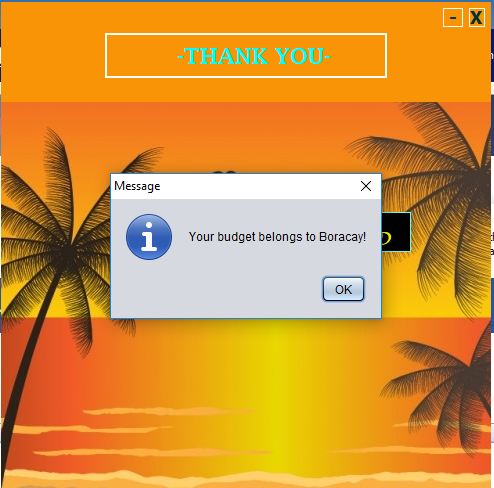 - X
-THANK YOU-
Message
Your budget belongs to Boracay!
D
OK